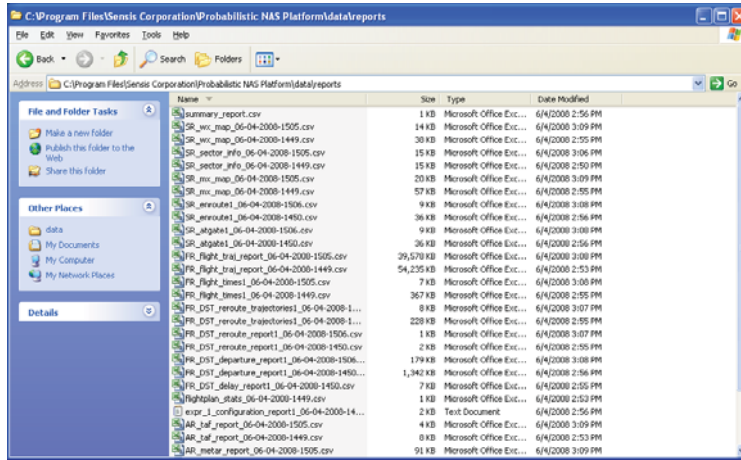 C:\Program Files\Sensis Corporation\Probabilistic NAS Platform\data\reports
File Edit View Favorites Tools Help
Back Search Folders
Address C:\Program Files\Sensis Corporation\Probabilistic NAS Platform\data\reports Go
File and Folder Tasks
Make a new folder
Publish this folder to the Web
Share this folder
Other Places
data
My Documents
My Computer
My Network Places
Details
Name Size Type Date Modified
summary_report.csv 1 KB Microsoft Office Exc... 6/4/2008 2:56 PM
SR_wx_map_06-04-2008-1505.csv 14 KB Microsoft Office Exc... 6/4/2008 3:09 PM
SR_wx_map_06-04-2008-1449.csv 30 KB Microsoft Office Exc... 6/4/2008 2:55 PM
SR_sector_info_06-04-2008-1505.csv 15 KB Microsoft Office Exc... 6/4/2008 3:06 PM
SR_sector_info_06-04-2008-1449.csv 15 KB Microsoft Office Exc... 6/4/2008 2:50 PM
SR_mx_map_06-04-2008-1505.csv 20 KB Microsoft Office Exc... 6/4/2008 3:09 PM
SR_mx_map_06-04-2008-1449.csv 57 KB Microsoft Office Exc... 6/4/2008 2:55 PM
SR_enroute1_06-04-2008-1506.csv 9 KB Microsoft Office Exc... 6/4/2008 3:08 PM
SR_enroute1_06-04-2008-1450.csv 36 KB Microsoft Office Exc... 6/4/2008 2:56 PM
SR_atgate1_06-04-2008-1506.csv 9 KB Microsoft Office Exc... 6/4/2008 3:08 PM
SR_atgate1_06-04-2008-1450.csv 36 KB Microsoft Office Exc... 6/4/2008 2:56 PM
FR_flight_traj_report_06-04-2008-1505.csv 39,578 KB Microsoft Office Exc... 6/4/2008 3:08 PM
FR_flight_traj_report_06-04-2008-1449.csv 54,235 KB Microsoft Office Exc... 6/4/2008 2:53 PM
FR_flight_times1_06-04-2008-1505.csv 7 KB Microsoft Office Exc... 6/4/2008 3:08 PM
FR_flight_times1_06-04-2008-1449.csv 367 KB Microsoft Office Exc... 6/4/2008 2:55 PM
FR_DST_reroute_trajectories1_06-04-2008-1... 8 KB Microsoft Office Exc... 6/4/2008 3:07 PM
FR_DST_reroute_trajectories1_06-04-2008-1... 228 KB Microsoft Office Exc... 6/4/2008 2:55 PM
FR_DST_reroute_report1_06-04-2008-1506.csv 1 KB Microsoft Office Exc... 6/4/2008 3:07 PM
FR_DST_reroute_report1_06-04-2008-1450.csv 2 KB Microsoft Office Exc... 6/4/2008 2:55 PM
FR_DST_departure_report1_06-04-2008-1506... 179 KB Microsoft Office Exc... 6/4/2008 3:08 PM
FR_DST_departure_report1_06-04-2008-1450... 1,342 KB Microsoft Office Exc... 6/4/2008 2:56 PM
FR_DST_delay_report1_06-04-2008-1450.csv 7 KB Microsoft Office Exc... 6/4/2008 2:55 PM
flightplan_stats_06-04-2008-1449.csv 1 KB Microsoft Office Exc... 6/4/2008 2:53 PM
expr_1_configuration_report1_06-04-2008-14... 2 KB Text Document 6/4/2008 2:56 PM
AR_taf_report_06-04-2008-1505.csv 4 KB Microsoft Office Exc... 6/4/2008 3:09 PM
AR_taf_report_06-04-2008-1449.csv 8 KB Microsoft Office Exc... 6/4/2008 2:53 PM
AR_metar_report_06-04-2008-1505.csv 91 KB Microsoft Office Exc... 6/4/2008 3:09 PM